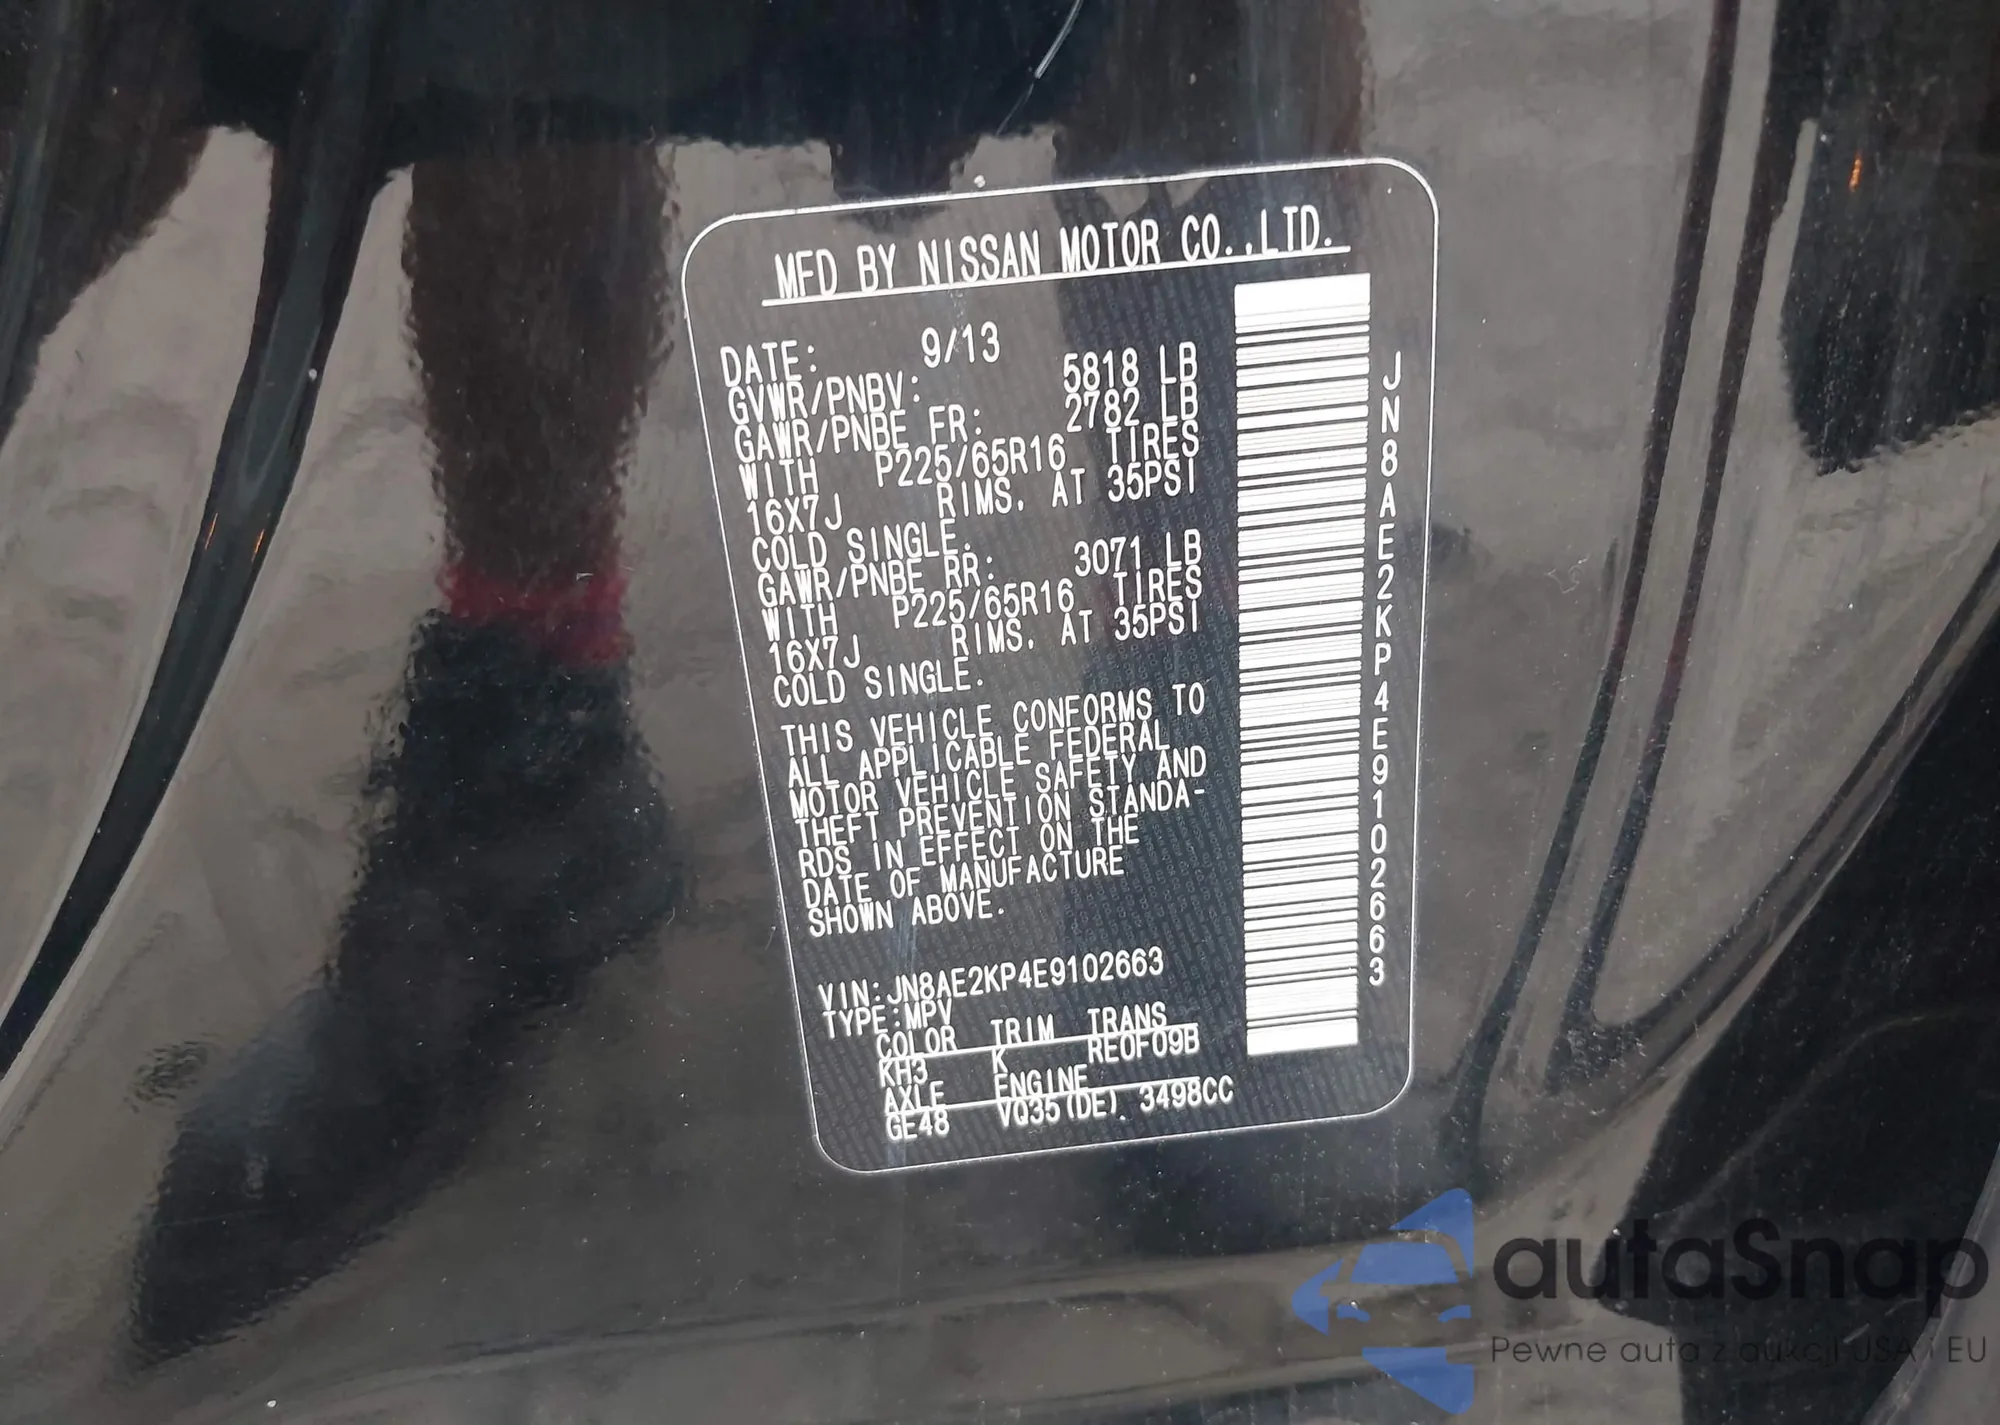 MFD BY NISSAN MOTOR CO.,LTD.
DATE: 9/13
GVWR/PNBV: 5818 LB
GAWR/PNBE FR: 2782 LB
WITH P225/65R16 TIRES
16X7J RIMS. AT 35PSI
COLD SINGLE.
GAWR/PNBE RR: 3071 LB
WITH P225/65R16 TIRES
16X7J RIMS. AT 35PSI
COLD SINGLE.
THIS VEHICLE CONFORMS TO
ALL APPLICABLE FEDERAL
MOTOR VEHICLE SAFETY AND
THEFT PREVENTION STANDA-
RDS IN EFFECT ON THE
DATE OF MANUFACTURE
SHOWN ABOVE.
VIN:JN8AE2KP4E9102663
TYPE:MPV
COLOR TRIM TRANS
KH3 K RE0F09B
AXLE ENGINE
GE48 VQ35(DE). 3498CC
JN8AE2KP4E9102663
autaSnap
Pewne auta z aukcji USA i EU